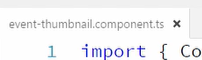 event-thumbnail.component.ts ×
1 import { Co